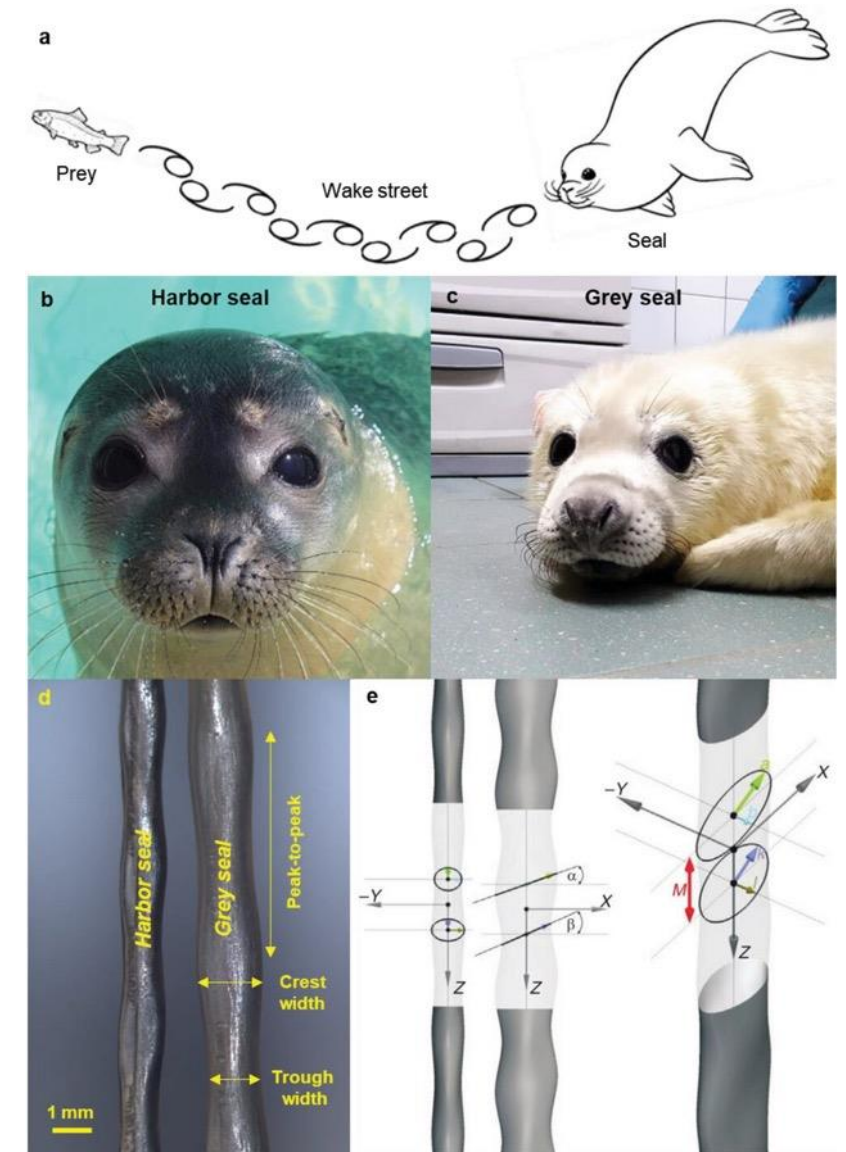 a
Prey
Wake street
Seal
b
Harbor seal
c
Grey seal
d
Harbor seal
Grey seal
Peak-to-peak
Crest
width
Trough
width
1 mm
e
–Y
Z
α
β
X
Z
a
–Y
X
k
M
Z